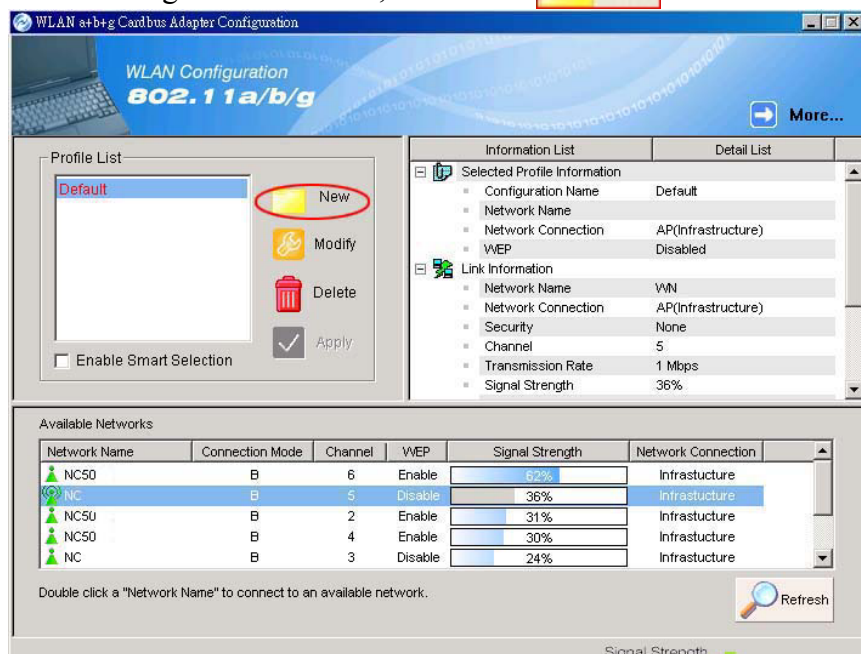 WLAN a+b+g Cardbus Adapter Configuration
WLAN Configuration
802.11a/b/g
More...
Profile List
Default
New
Modify
Delete
Apply
Enable Smart Selection
Information List Detail List
Selected Profile Information
Configuration Name Default
Network Name
Network Connection AP(Infrastructure)
WEP Disabled
Link Information
Network Name WN
Network Connection AP(Infrastructure)
Security None
Channel 5
Transmission Rate 1 Mbps
Signal Strength 36%
Available Networks
Network Name Connection Mode Channel WEP Signal Strength Network Connection
NC50 B 6 Enable 62% Infrastucture
NC B 5 Disable 36% Infrastucture
NC50 B 2 Enable 31% Infrastucture
NC50 B 4 Enable 30% Infrastucture
NC B 3 Disable 24% Infrastucture
Double click a "Network Name" to connect to an available network.
Refresh
Signal Strength